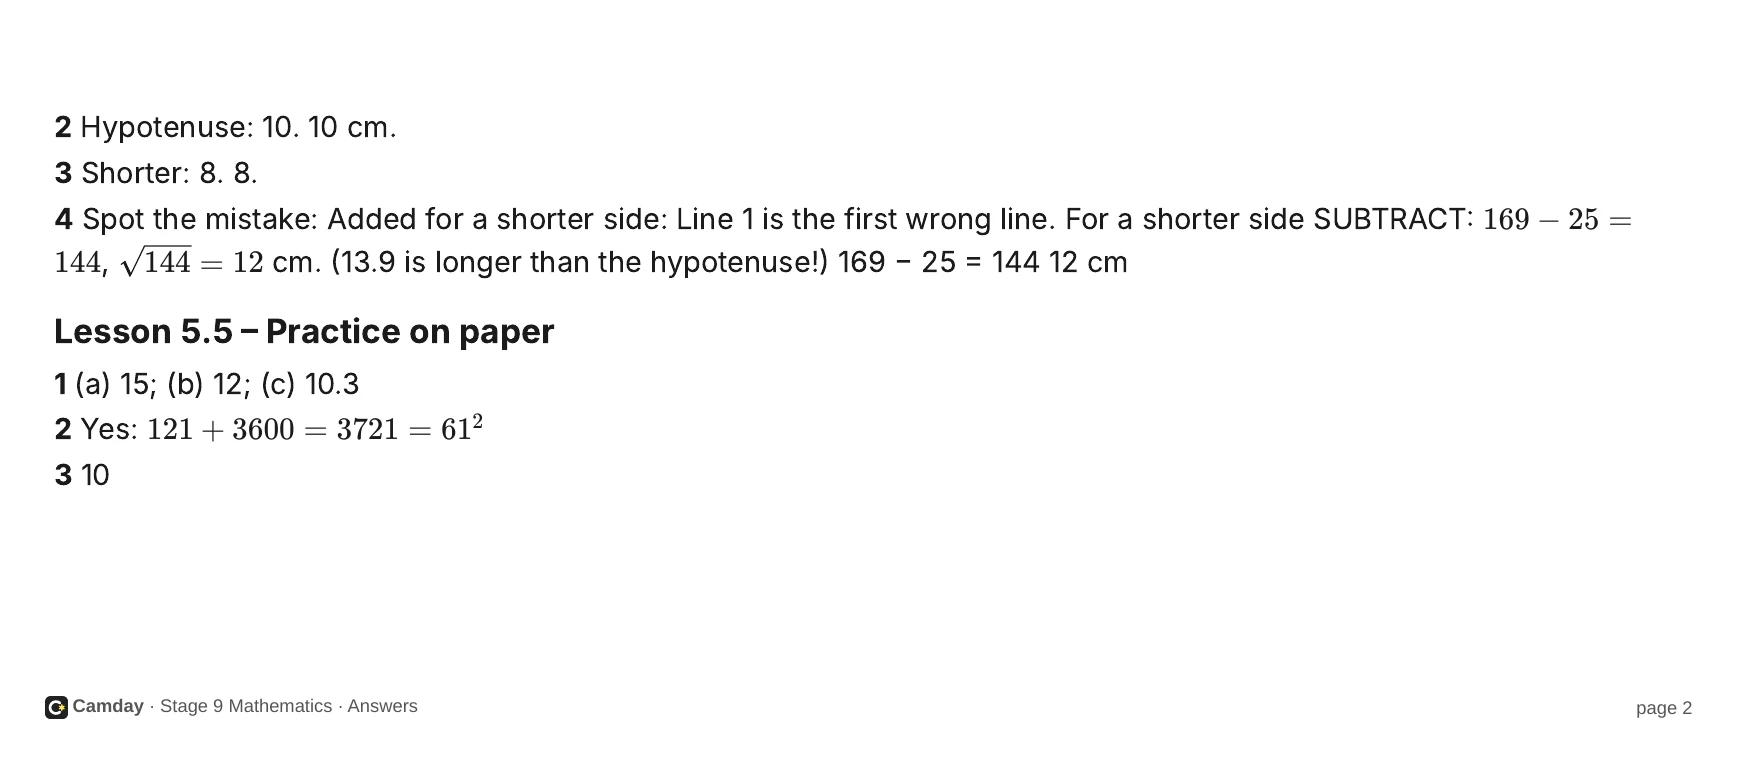 2 Hypotenuse: 10. 10 cm.
3 Shorter: 8. 8.
4 Spot the mistake: Added for a shorter side: Line 1 is the first wrong line. For a shorter side SUBTRACT: 169 − 25 =
144, √144 = 12 cm. (13.9 is longer than the hypotenuse!) 169 − 25 = 144 12 cm
Lesson 5.5 – Practice on paper
1 (a) 15; (b) 12; (c) 10.3
2 Yes: 121 + 3600 = 3721 = 61²
3 10
Camday · Stage 9 Mathematics · Answers
page 2